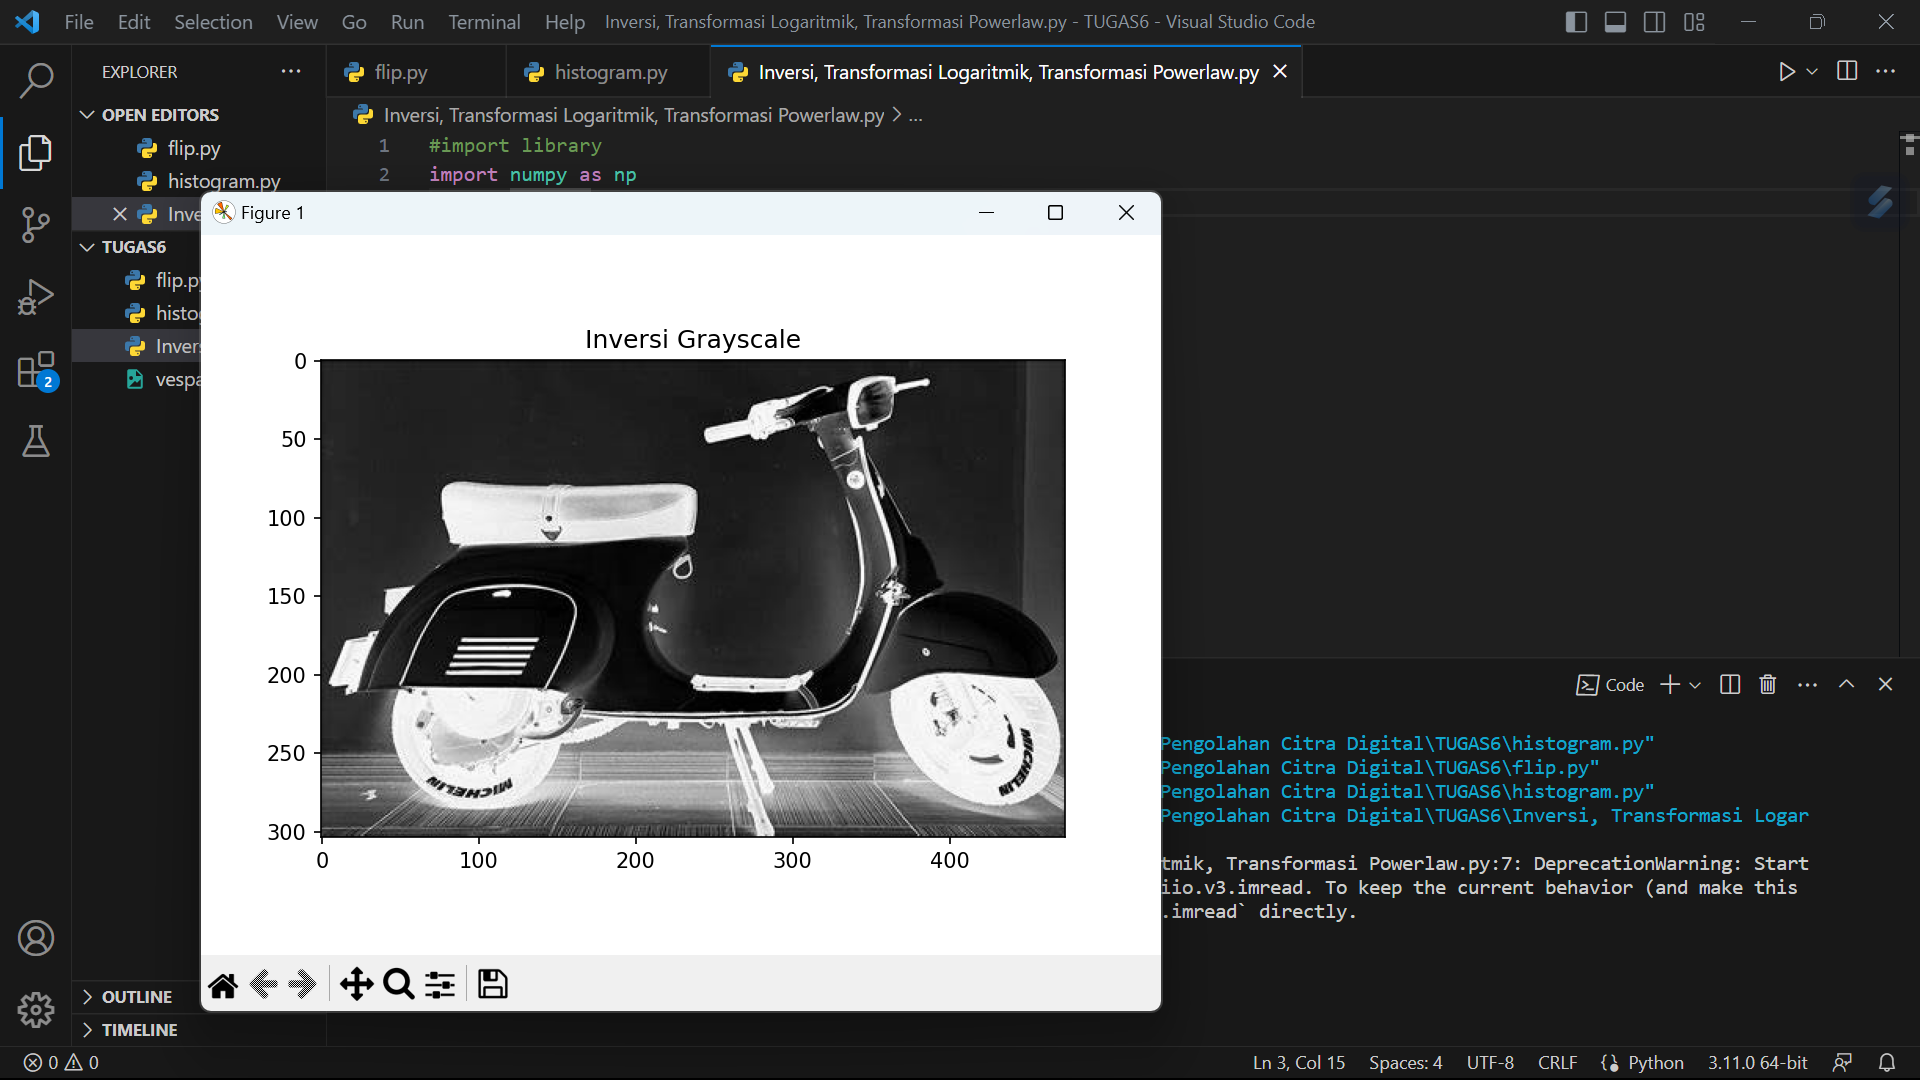 File Edit Selection View Go Run Terminal Help Inversi, Transformasi Logaritmik, Transformasi Powerlaw.py - TUGAS6 - Visual Studio Code
EXPLORER
flip.py histogram.py Inversi, Transformasi Logaritmik, Transformasi Powerlaw.py
OPEN EDITORS
flip.py
histogram.py
Inve
TUGAS6
flip.py
histo
Invers
vespa
Inversi, Transformasi Logaritmik, Transformasi Powerlaw.py > ...
1 #import library
2 import numpy as np
Figure 1
Inversi Grayscale
0
50
100
150
200
250
300
0 100 200 300 400
MICHELIN
MICHELIN
Code
Pengolahan Citra Digital\TUGAS6\histogram.py"
Pengolahan Citra Digital\TUGAS6\flip.py"
Pengolahan Citra Digital\TUGAS6\histogram.py"
Pengolahan Citra Digital\TUGAS6\Inversi, Transformasi Logar
tmik, Transformasi Powerlaw.py:7: DeprecationWarning: Start
iio.v3.imread. To keep the current behavior (and make this
.imread` directly.
2
OUTLINE
TIMELINE
0 0
Ln 3, Col 15 Spaces: 4 UTF-8 CRLF Python 3.11.0 64-bit